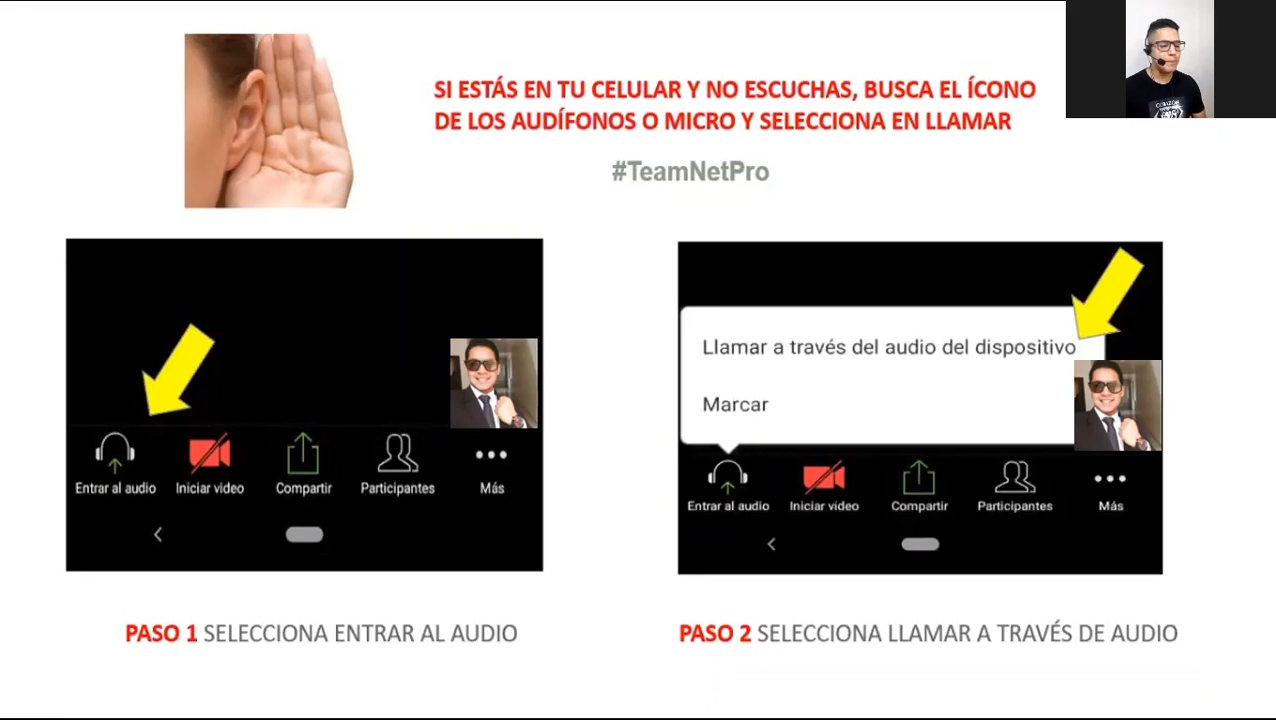 SI ESTÁS EN TU CELULAR Y NO ESCUCHAS, BUSCA EL ÍCONO
DE LOS AUDÍFONOS O MICRO Y SELECCIONA EN LLAMAR
#TeamNetPro
Entrar al audio
Iniciar video
Compartir
Participantes
Más
Llamar a través del audio del dispositivo
Marcar
Entrar al audio
Iniciar video
Compartir
Participantes
Más
PASO 1 SELECCIONA ENTRAR AL AUDIO
PASO 2 SELECCIONA LLAMAR A TRAVÉS DE AUDIO